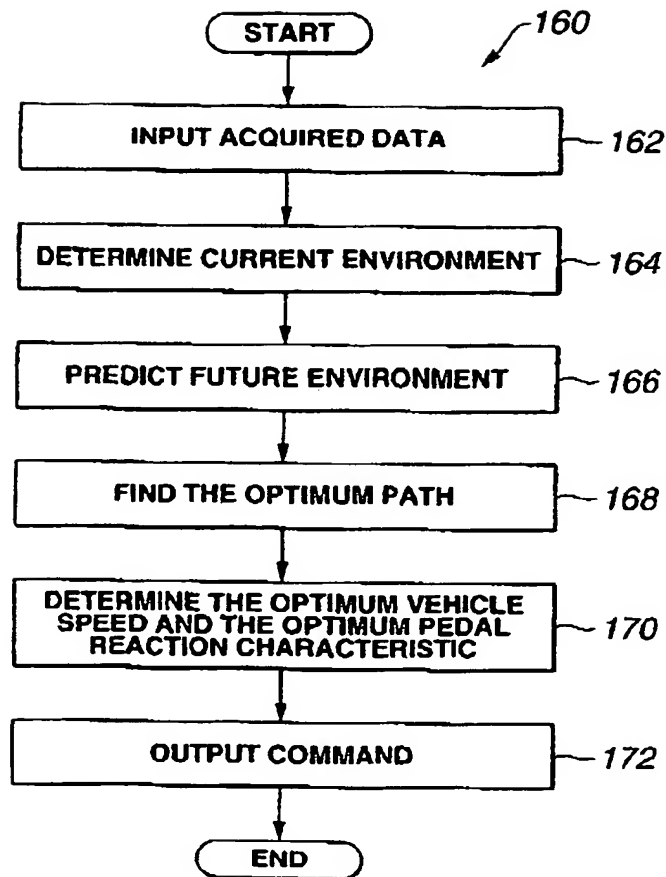 START
160
INPUT ACQUIRED DATA
162
DETERMINE CURRENT ENVIRONMENT
164
PREDICT FUTURE ENVIRONMENT
166
FIND THE OPTIMUM PATH
168
DETERMINE THE OPTIMUM VEHICLE
SPEED AND THE OPTIMUM PEDAL
REACTION CHARACTERISTIC
170
OUTPUT COMMAND
172
END